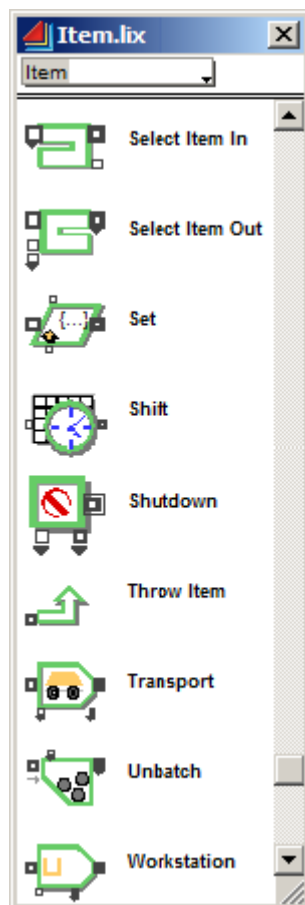 Item.lix
Item
Select Item In
Select Item Out
{...}
Set
Shift
Shutdown
Throw Item
Transport
Unbatch
Workstation